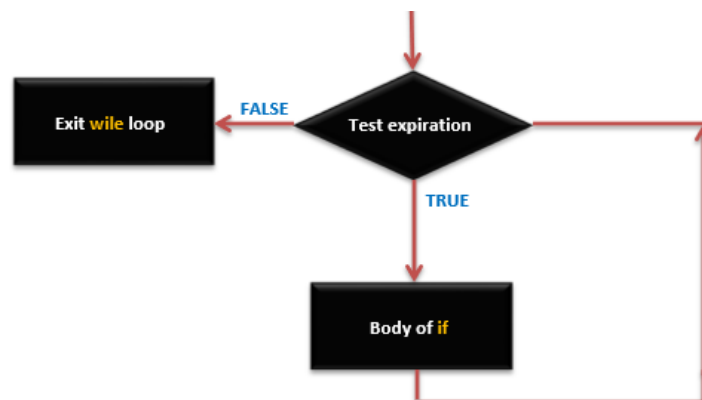 Test expiration
FALSE
Exit wile loop
TRUE
Body of if